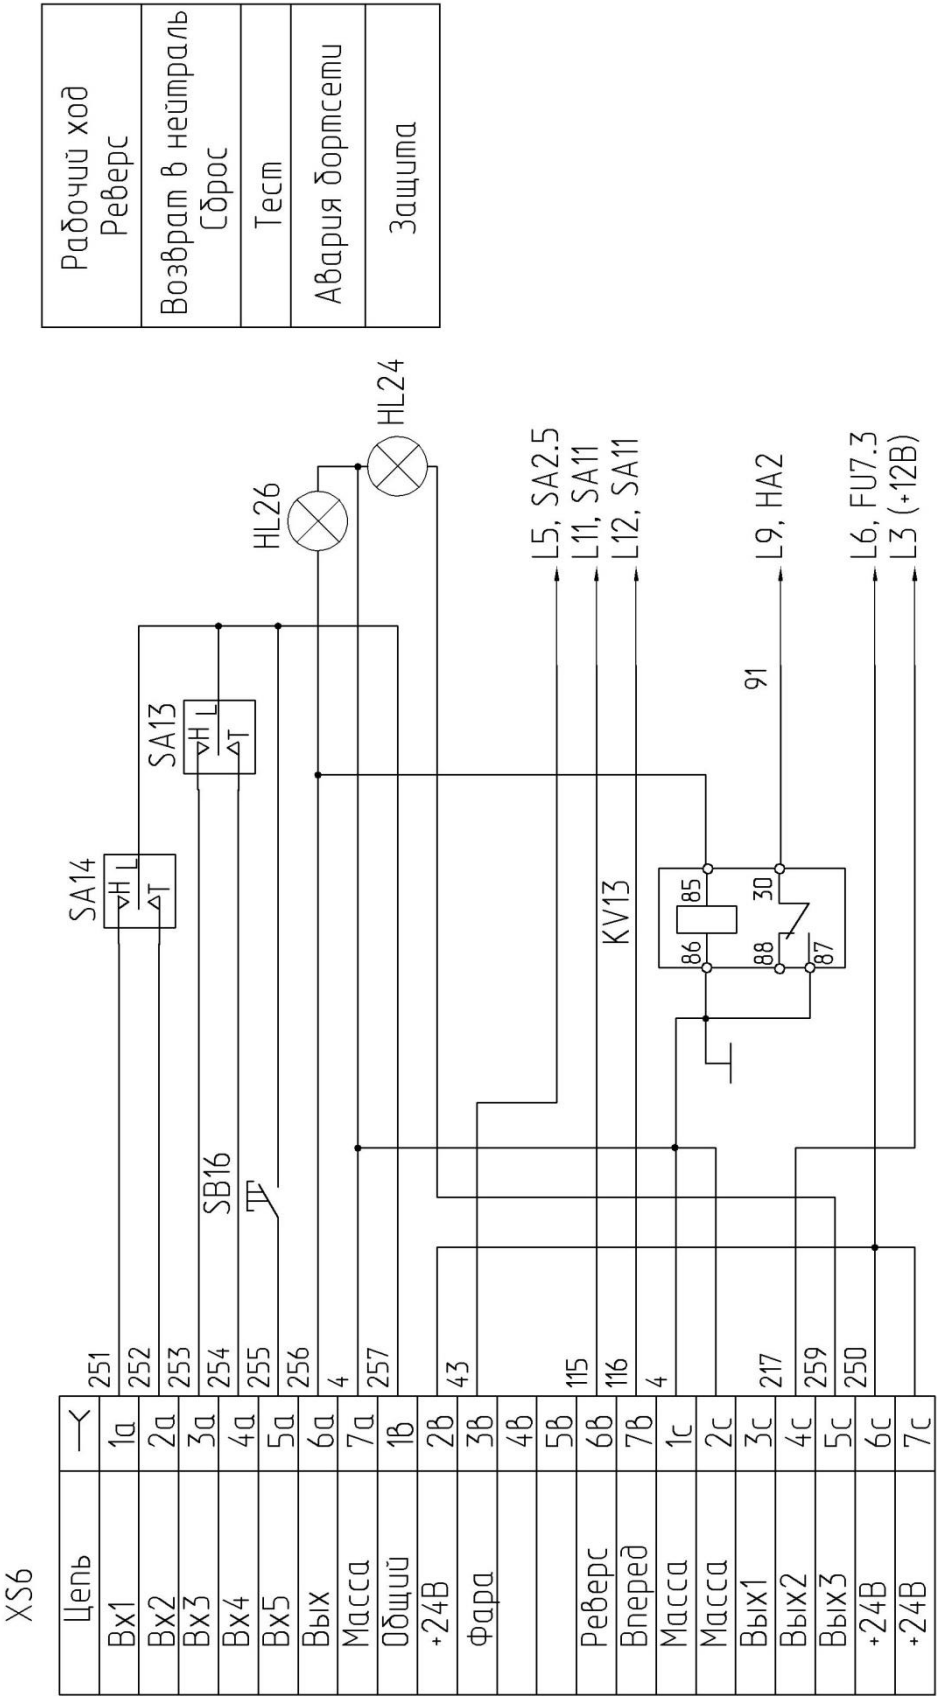 XS6
Цепь
Вх1 1а 251
Вх2 2а 252
Вх3 3а 253
Вх4 4а 254
Вх5 5а 255
Вых 6а 256
Масса 7а 4
Общий 1в 257
+24В 2в
Фара 3в 43
4в
5в
Реверс 6в 115
Вперед 7в 116
Масса 1с 4
Масса 2с
Вых1 3с
Вых2 4с 217
Вых3 5с 259
+24В 6с 250
+24В 7с
SA14
H L
T
SA13
H L
T
SB16
HL26
HL24
KV13
86 85
88 30
87
91
L5, SA2.5
L11, SA11
L12, SA11
L9, HA2
L6, FU7.3
L3 (+12В)
Рабочий ход
Реверс
Возврат в нейтраль
Сброс
Тест
Авария бортсети
Защита